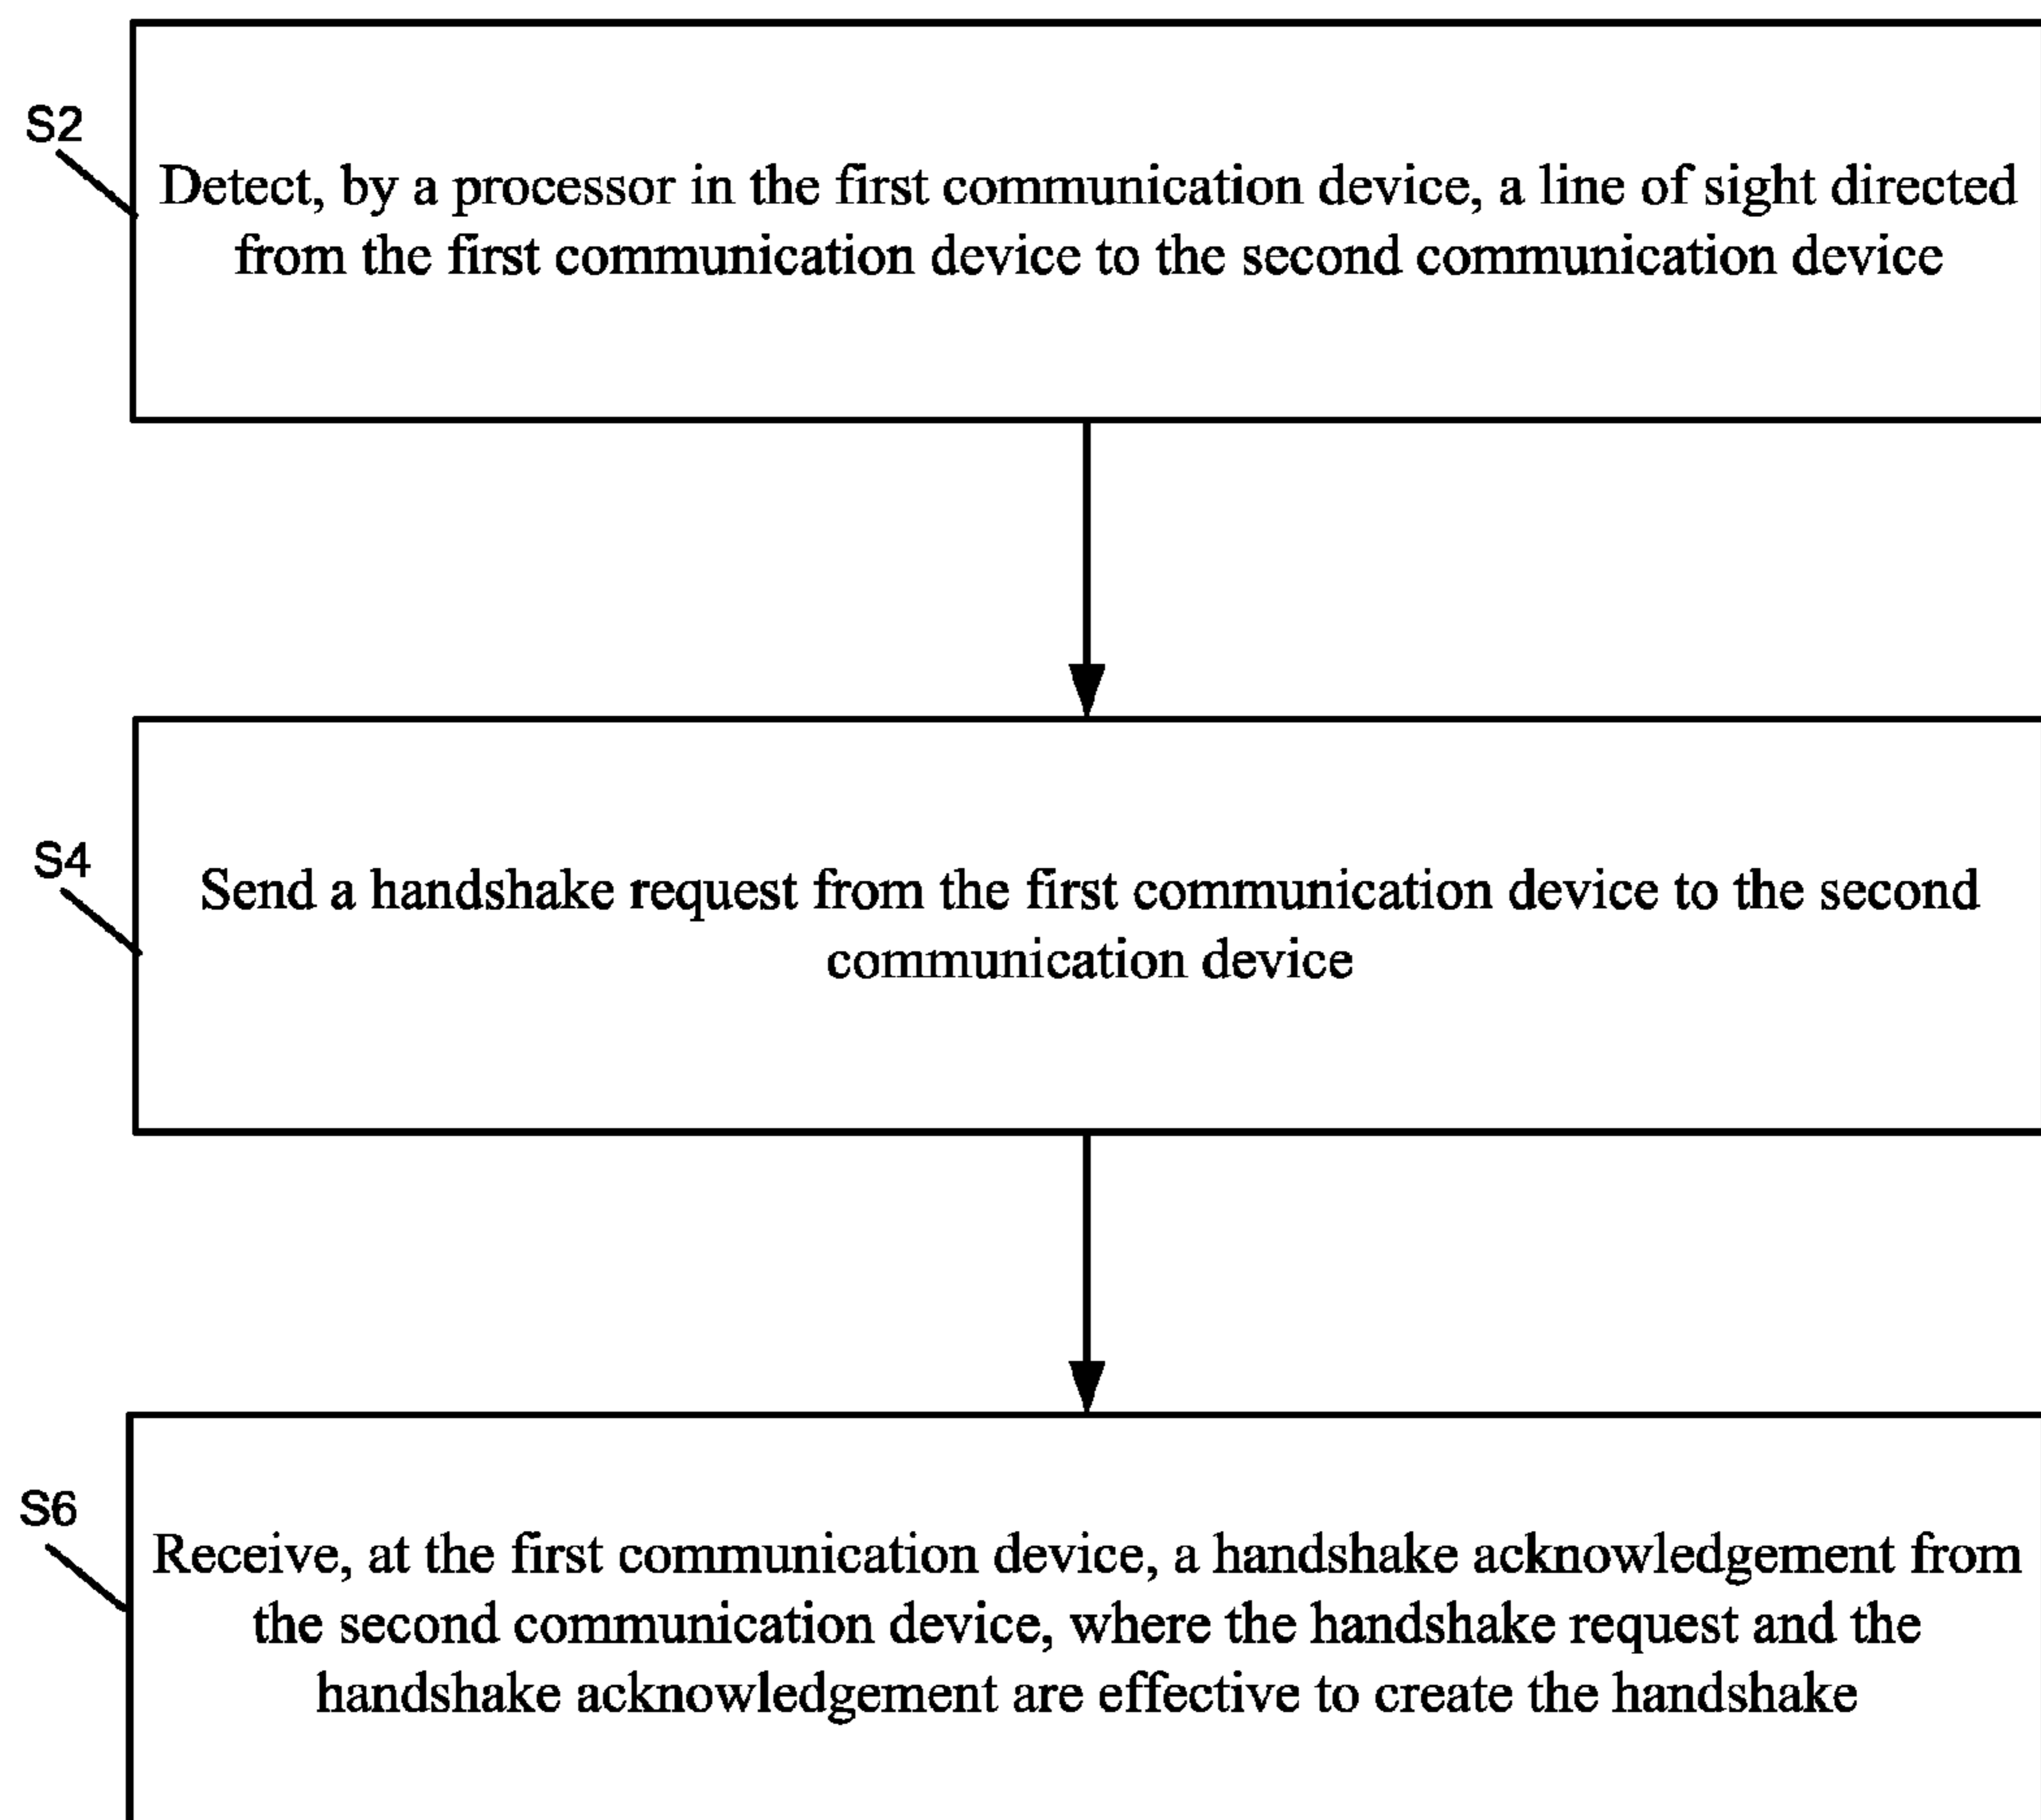 S2
Detect, by a processor in the first communication device, a line of sight directed
from the first communication device to the second communication device
S4
Send a handshake request from the first communication device to the second
communication device
S6
Receive, at the first communication device, a handshake acknowledgement from
the second communication device, where the handshake request and the
handshake acknowledgement are effective to create the handshake